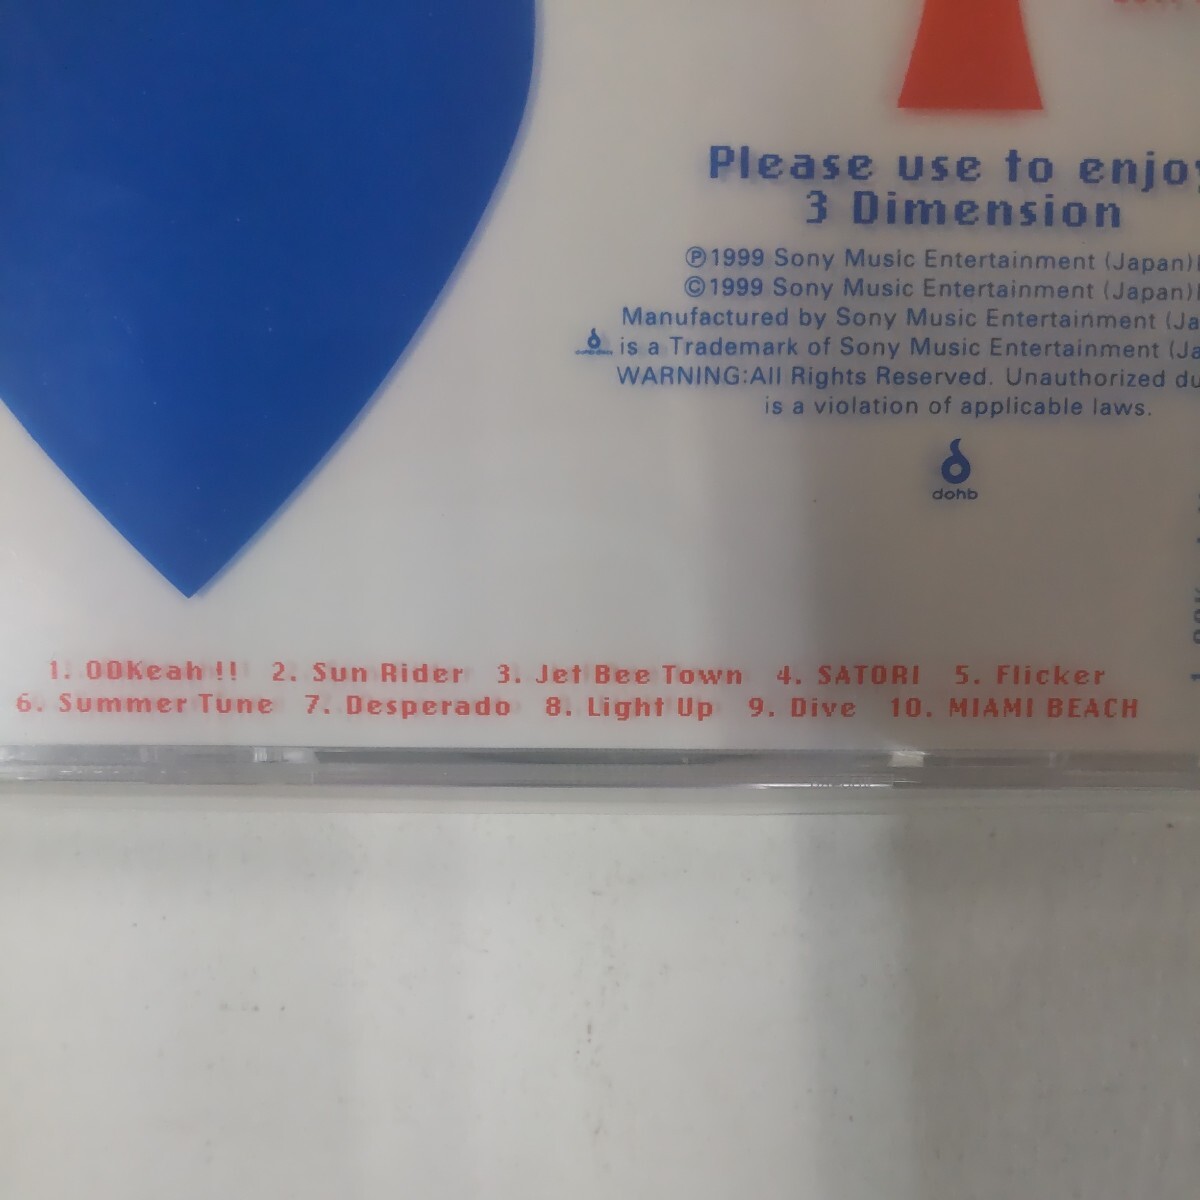 Please use to enjoy
3 Dimension
Ⓟ1999 Sony Music Entertainment (Japan)
©1999 Sony Music Entertainment (Japan)
Manufactured by Sony Music Entertainment (Ja
is a Trademark of Sony Music Entertainment (Ja
WARNING:All Rights Reserved. Unauthorized du
is a violation of applicable laws.
dohb
1. OOKeah!! 2. Sun Rider 3. Jet Bee Town 4. SATORI 5. Flicker
6. Summer Tune 7. Desperado 8. Light Up 9. Dive 10. MIAMI BEACH